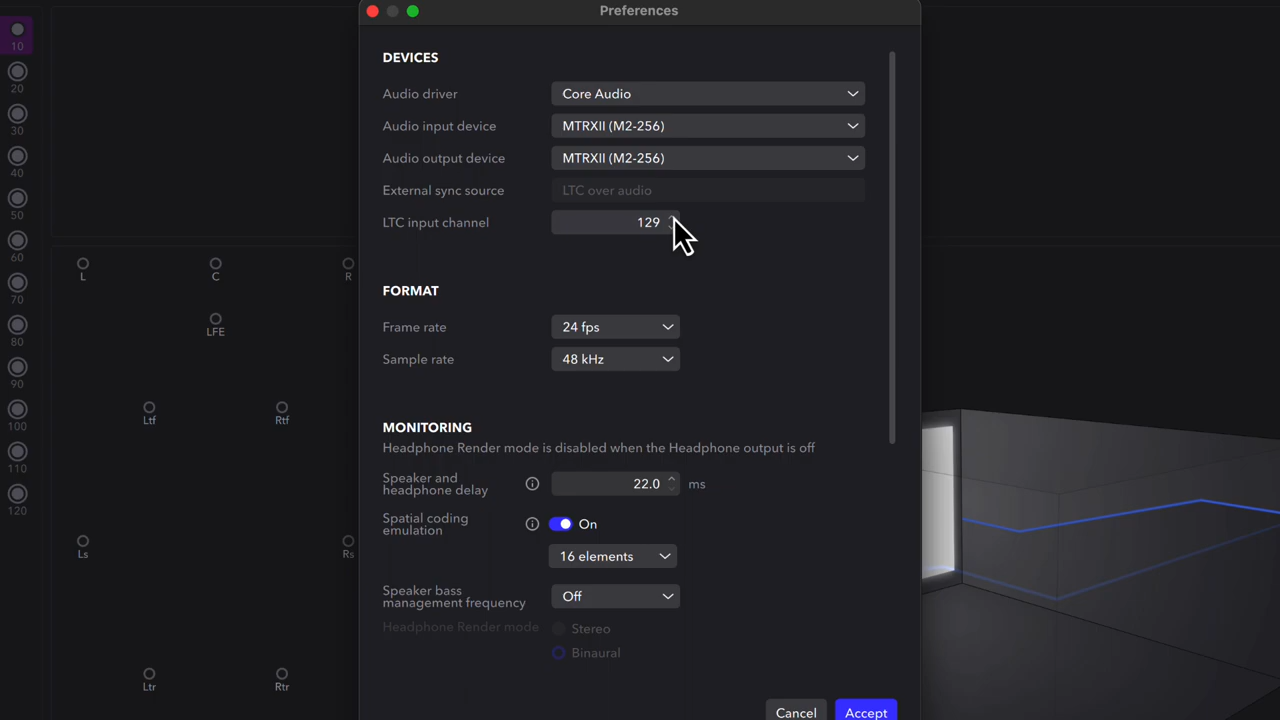 Preferences
10
20
30
40
50
60
70
80
90
100
110
120
L
C
R
LFE
Ltf
Rtf
Ls
Rs
Ltr
Rtr
DEVICES
Audio driver
Core Audio
Audio input device
MTRXII (M2-256)
Audio output device
MTRXII (M2-256)
External sync source
LTC over audio
LTC input channel
129
FORMAT
Frame rate
24 fps
Sample rate
48 kHz
MONITORING
Headphone Render mode is disabled when the Headphone output is off
Speaker and
headphone delay
22.0
ms
Spatial coding
emulation
On
16 elements
Speaker bass
management frequency
Off
Headphone Render mode
Stereo
Binaural
Cancel
Accept